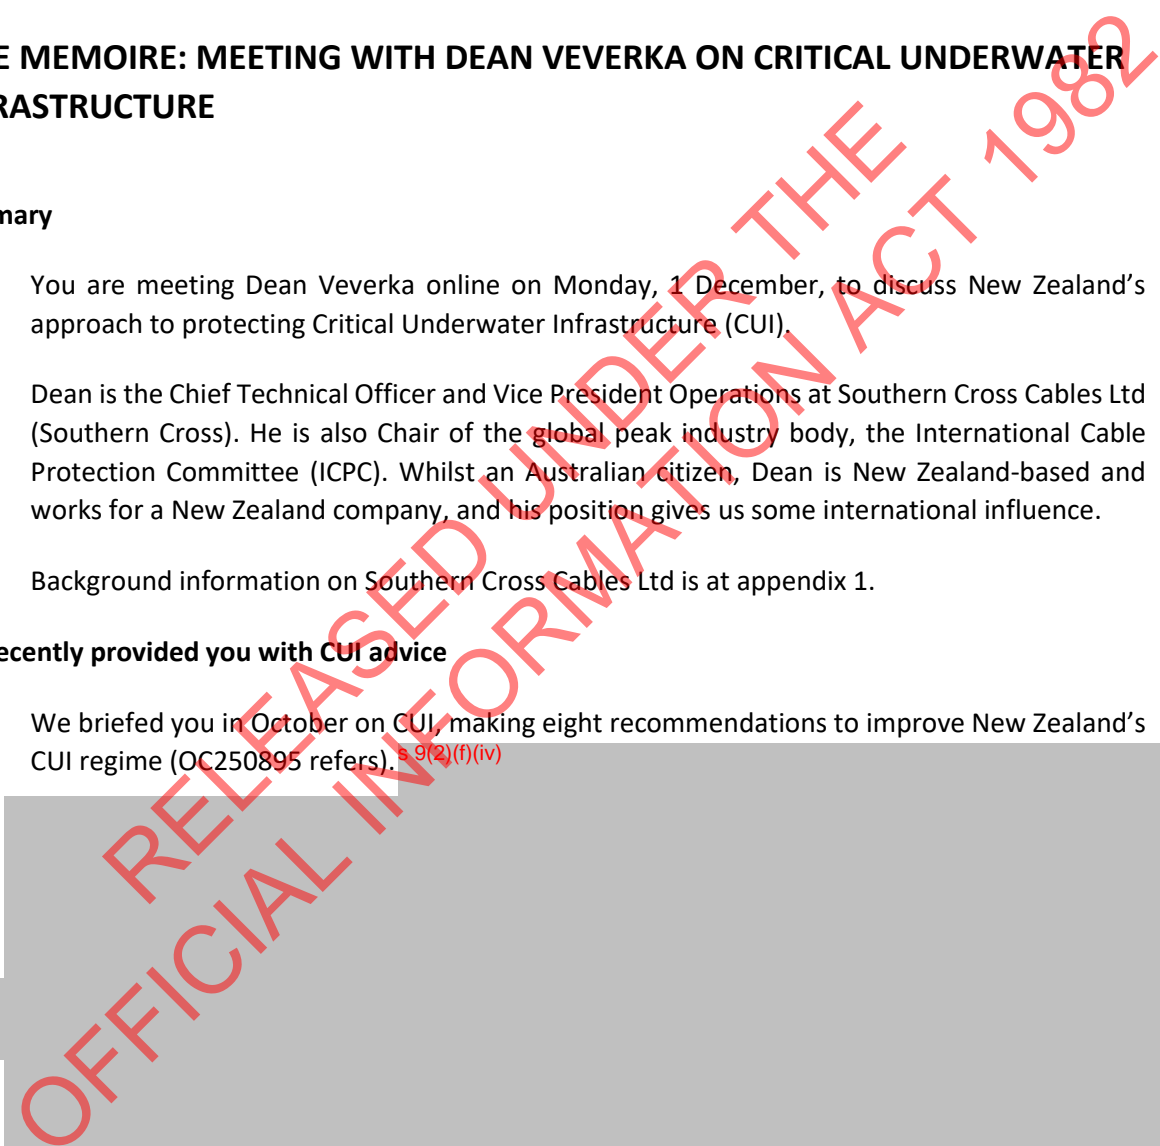 E MEMOIRE: MEETING WITH DEAN VEVERKA ON CRITICAL UNDERWATER
RASTRUCTURE
mary
You are meeting Dean Veverka online on Monday, 1 December, to discuss New Zealand’s
approach to protecting Critical Underwater Infrastructure (CUI).
Dean is the Chief Technical Officer and Vice President Operations at Southern Cross Cables Ltd
(Southern Cross). He is also Chair of the global peak industry body, the International Cable
Protection Committee (ICPC). Whilst an Australian citizen, Dean is New Zealand-based and
works for a New Zealand company, and his position gives us some international influence.
Background information on Southern Cross Cables Ltd is at appendix 1.
ecently provided you with CUI advice
We briefed you in October on CUI, making eight recommendations to improve New Zealand’s
CUI regime (OC250895 refers). s 9(2)(f)(iv)
RELEASED UNDER THE
OFFICIAL INFORMATION ACT 1982